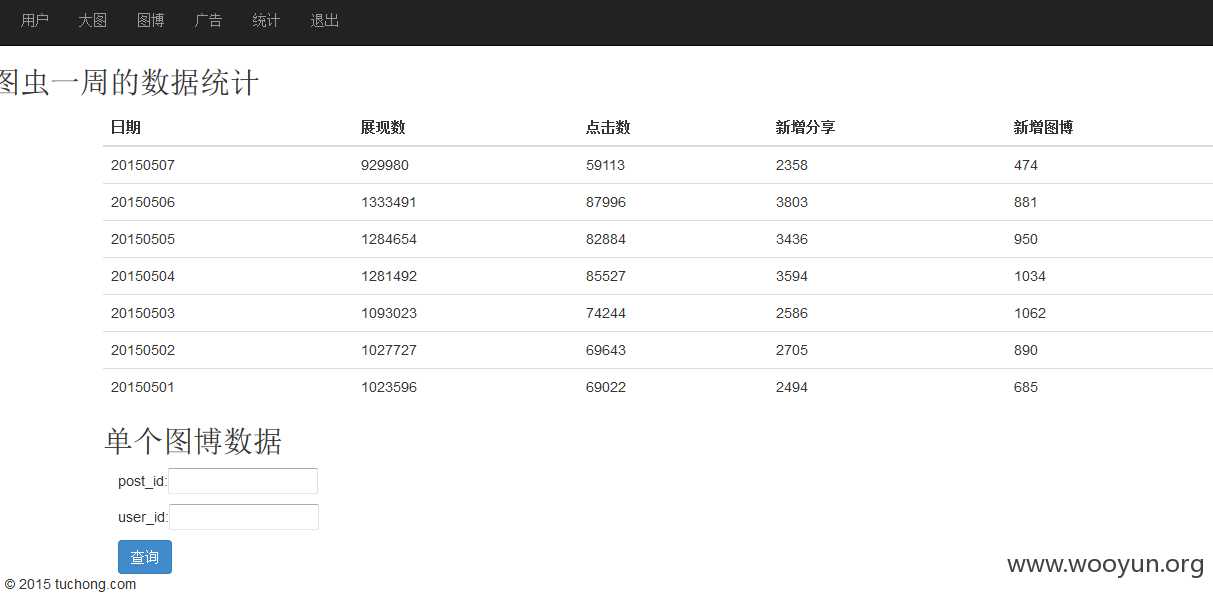 用户 大图 图博 广告 统计 退出
图虫一周的数据统计
日期 展现数 点击数 新增分享 新增图博
20150507 929980 59113 2358 474
20150506 1333491 87996 3803 881
20150505 1284654 82884 3436 950
20150504 1281492 85527 3594 1034
20150503 1093023 74244 2586 1062
20150502 1027727 69643 2705 890
20150501 1023596 69022 2494 685
单个图博数据
post_id:
user_id:
查询
www.wooyun.org
© 2015 tuchong.com